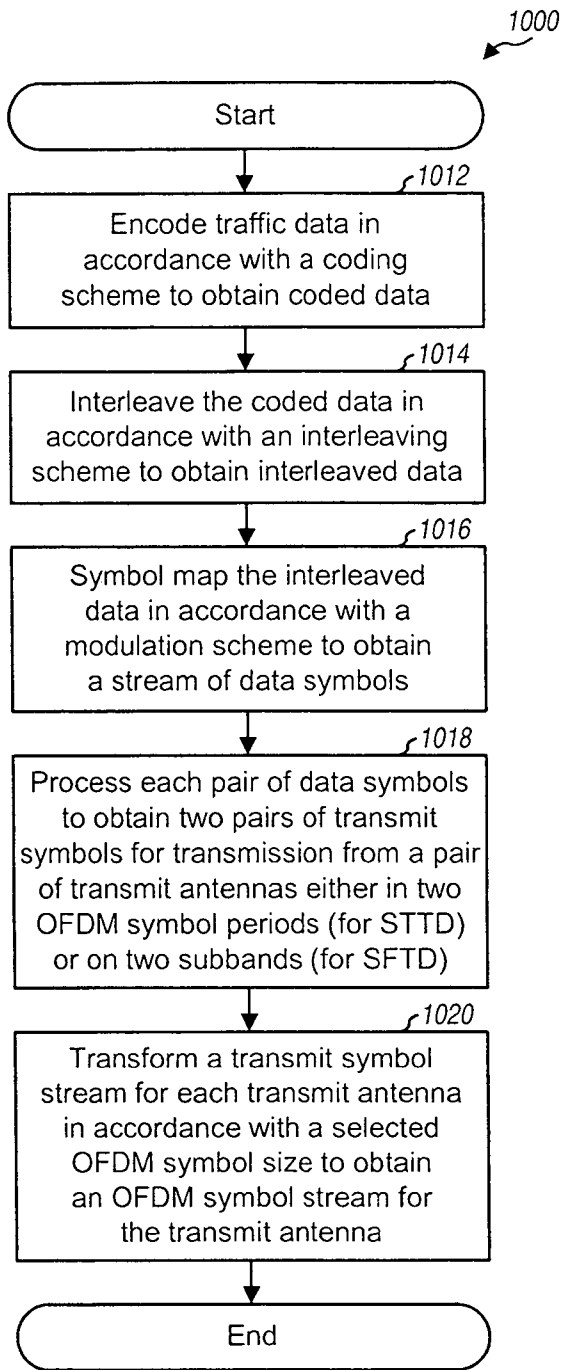 1000
Start
1012
Encode traffic data in
accordance with a coding
scheme to obtain coded data
1014
Interleave the coded data in
accordance with an interleaving
scheme to obtain interleaved data
1016
Symbol map the interleaved
data in accordance with a
modulation scheme to obtain
a stream of data symbols
1018
Process each pair of data symbols
to obtain two pairs of transmit
symbols for transmission from a pair
of transmit antennas either in two
OFDM symbol periods (for STTD)
or on two subbands (for SFTD)
1020
Transform a transmit symbol
stream for each transmit antenna
in accordance with a selected
OFDM symbol size to obtain
an OFDM symbol stream for
the transmit antenna
End